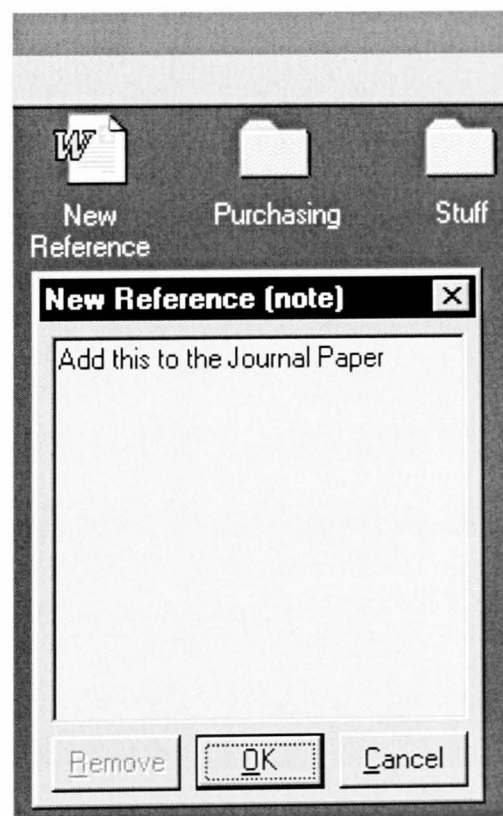 W
New
Reference
Purchasing
Stuff
New Reference (note)
Add this to the Journal Paper
Remove
OK
Cancel